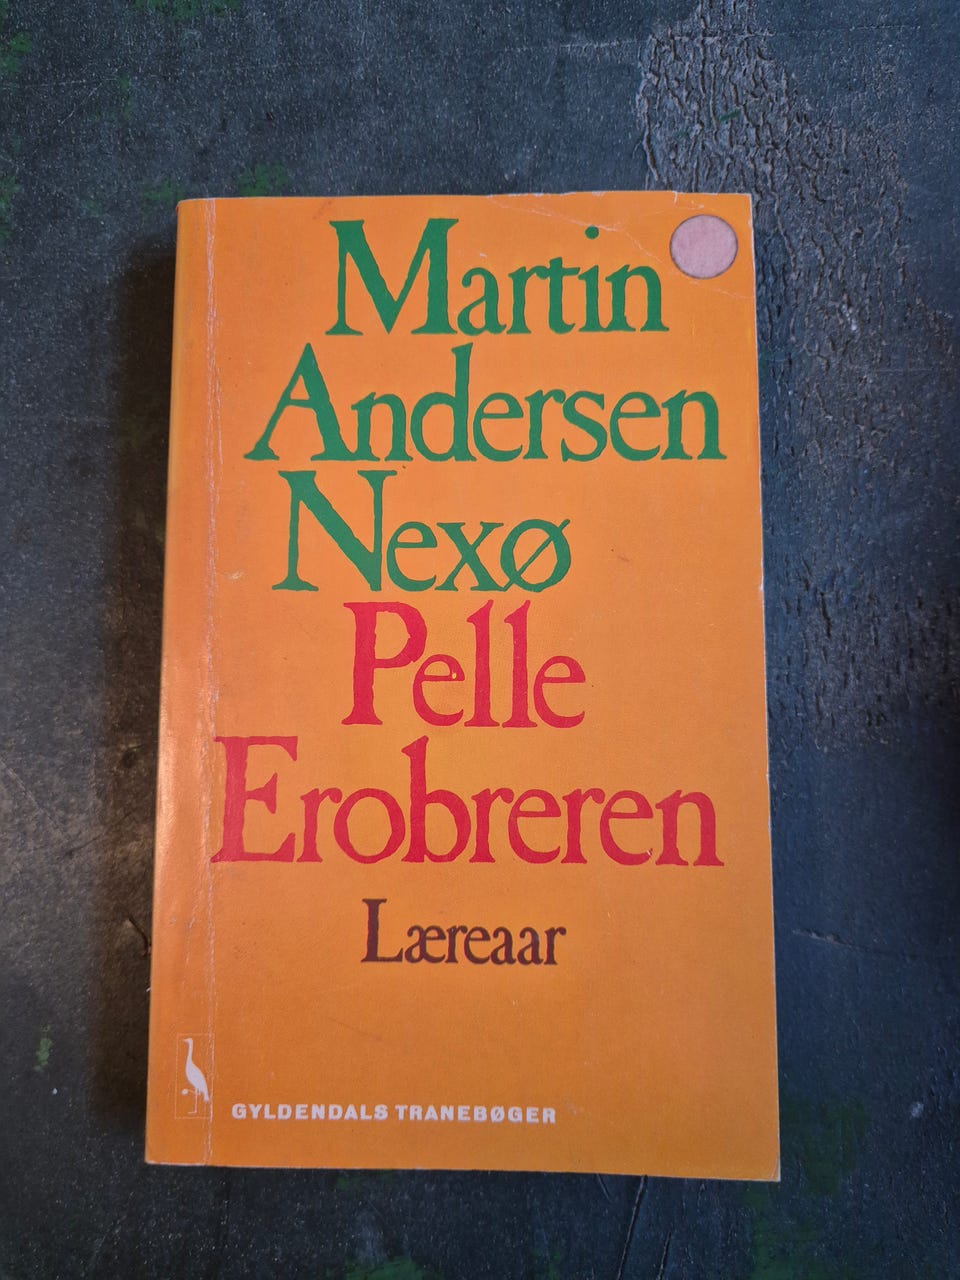 Martin
Andersen
Nexø
Pelle
Erobreren
Læreaar
GYLDENDALS TRANEBØGER